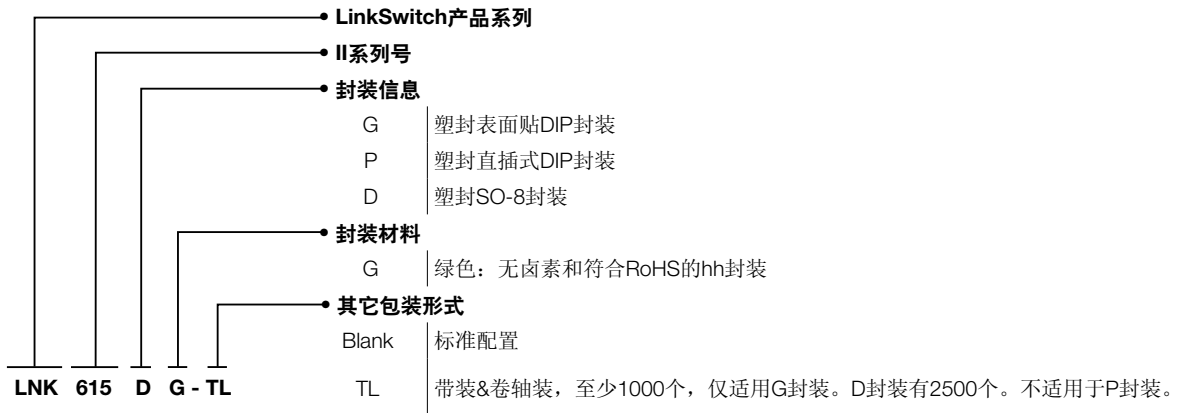 LinkSwitch产品系列
II系列号
封装信息
G 塑封表面贴DIP封装
P 塑封直插式DIP封装
D 塑封SO-8封装
封装材料
G 绿色：无卤素和符合RoHS的hh封装
其它包装形式
Blank 标准配置
TL 带装&卷轴装，至少1000个，仅适用G封装。D封装有2500个。不适用于P封装。
LNK 615 D G - TL